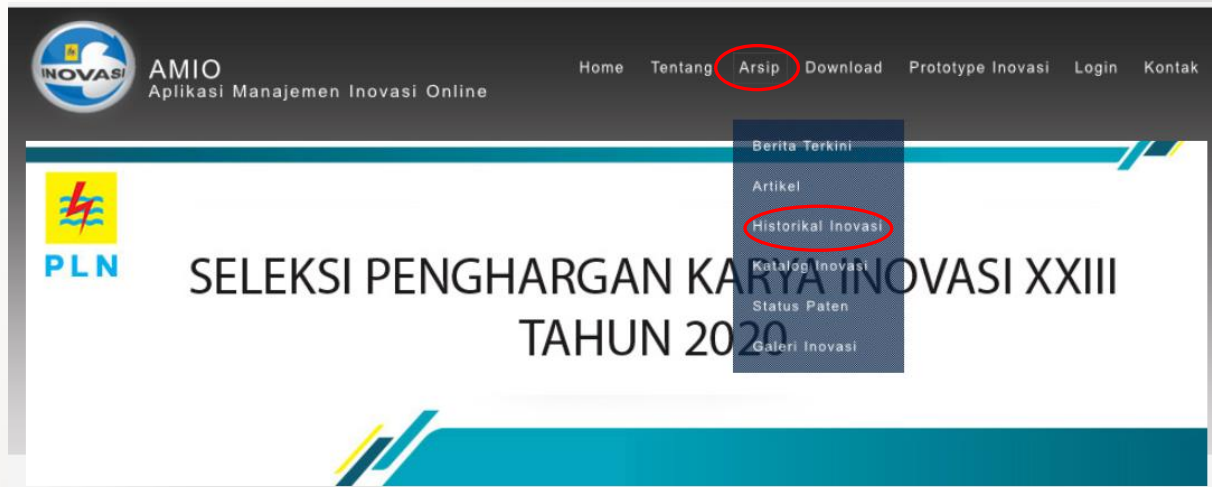 INOVASI
AMIO
Aplikasi Manajemen Inovasi Online
Home Tentang Arsip Download Prototype Inovasi Login Kontak
Berita Terkini
Artikel
Historikal Inovasi
Katalog Inovasi
Status Paten
Galeri Inovasi
PLN
SELEKSI PENGHARGAN KARYA INOVASI XXIII
TAHUN 2020